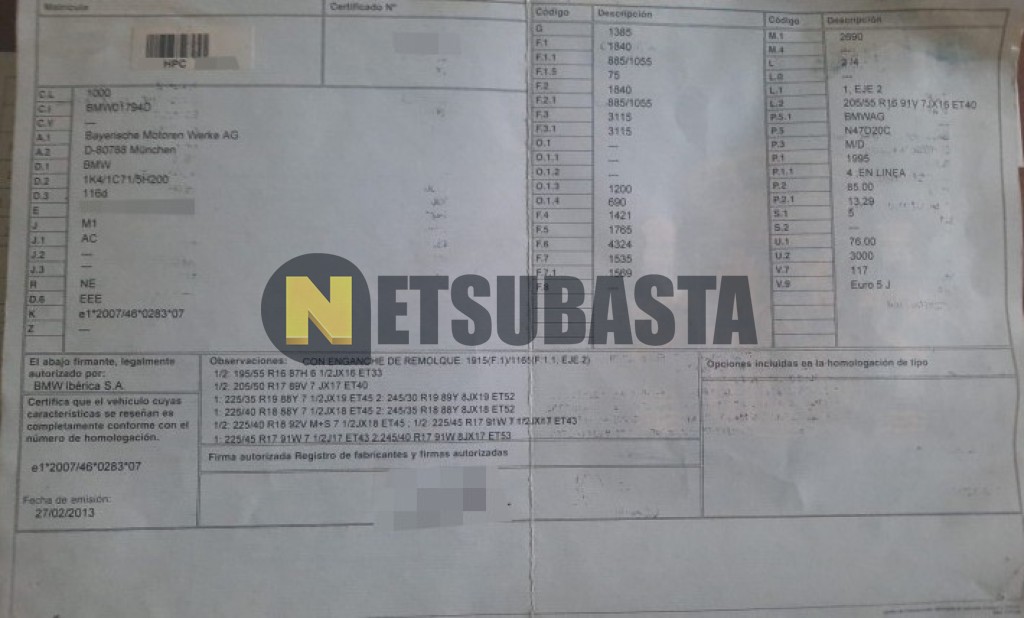 Matrícula
Certificado Nº
HPC
C.L 1000
C.I BMWC1794D
C.V —
A.1 Bayerische Motoren Werke AG
A.2 D-80788 München
D.1 BMW
D.2 1K4/1C71/5H200
D.3 116d
E
J M1
J.1 AC
J.2 —
J.3 —
R NE
D.6 EEE
K e1*2007/46*0283*07
Z —
Código Descripción
G 1385
F.1 1840
F.1.1 885/1055
F.1.5 75
F.2 1840
F.2.1 885/1055
F.3 3115
F.3.1 3115
O.1 —
O.1.1 —
O.1.2 —
O.1.3 1200
O.1.4 690
F.4 1421
F.5 1765
F.6 4324
F.7 1535
F.7.1 1569
F.8 —
Código Descripción
M.1 2690
M.4 —
L 2 /4
L.0 —
L.1 1, EJE 2
L.2 205/55 R16 91V 7JX16 ET40
P.5.1 BMWAG
P.5 N47D20C
P.3 M/D
P.1 1995
P.1.1 4 .EN LINEA
P.2 85.00
P.2.1 13,29
S.1 5
S.2 —
U.1 76.00
U.2 3000
V.7 117
V.9 Euro 5 J
NETSUBASTA
El abajo firmante, legalmente
autorizado por:
BMW Ibérica S.A.
Certifica que el vehículo cuyas
características se reseñan es
completamente conforme con el
número de homologación.
e1*2007/46*0283*07
Fecha de emisión:
27/02/2013
Observaciones: CON ENGANCHE DE REMOLQUE: 1915(F.1)/1165(F.1.1, EJE 2)
1/2: 195/55 R16 87H 6 1/2JX16 ET33
1/2: 205/50 R17 89V 7 JX17 ET40
1: 225/35 R19 88Y 7 1/2JX19 ET45 2: 245/30 R19 89Y 8JX19 ET52
1: 225/40 R18 88Y 7 1/2JX18 ET45 2: 245/35 R18 88Y 8JX18 ET52
1/2: 225/40 R18 92V M+S 7 1/2JX18 ET45 ; 1/2: 225/45 R17 91W 7 1/2JX17 ET43
1: 225/45 R17 91W 7 1/2J17 ET43 2:245/40 R17 91W 8JX17 ET53
Firma autorizada Registro de fabricantes y firmas autorizadas
Opciones incluidas en la homologación de tipo